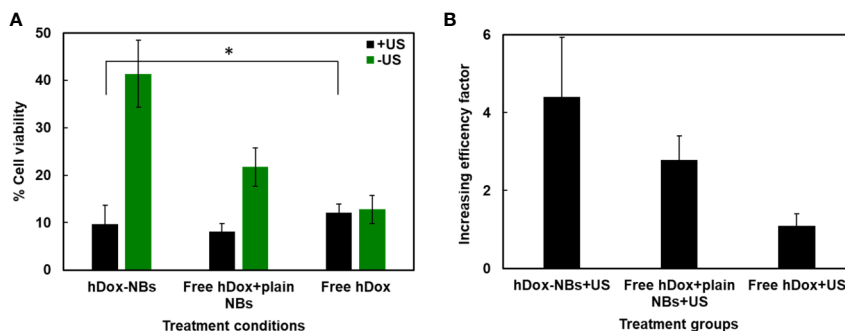 A
% Cell viability
60
50
40
30
20
10
0
*
+US
-US
hDox-NBs
Free hDox+plain
NBs
Free hDox
Treatment conditions
B
Increasing efficency factor
6
4
2
0
hDox-NBs+US
Free hDox+plain
NBs+US
Free hDox+US
Treatment groups